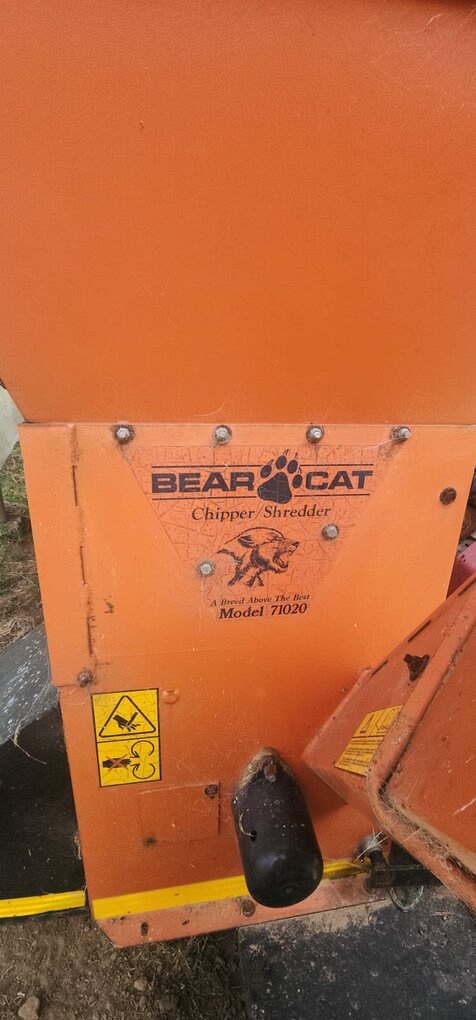 BEAR CAT
Chipper/Shredder
A Breed Above The Best
Model 71020